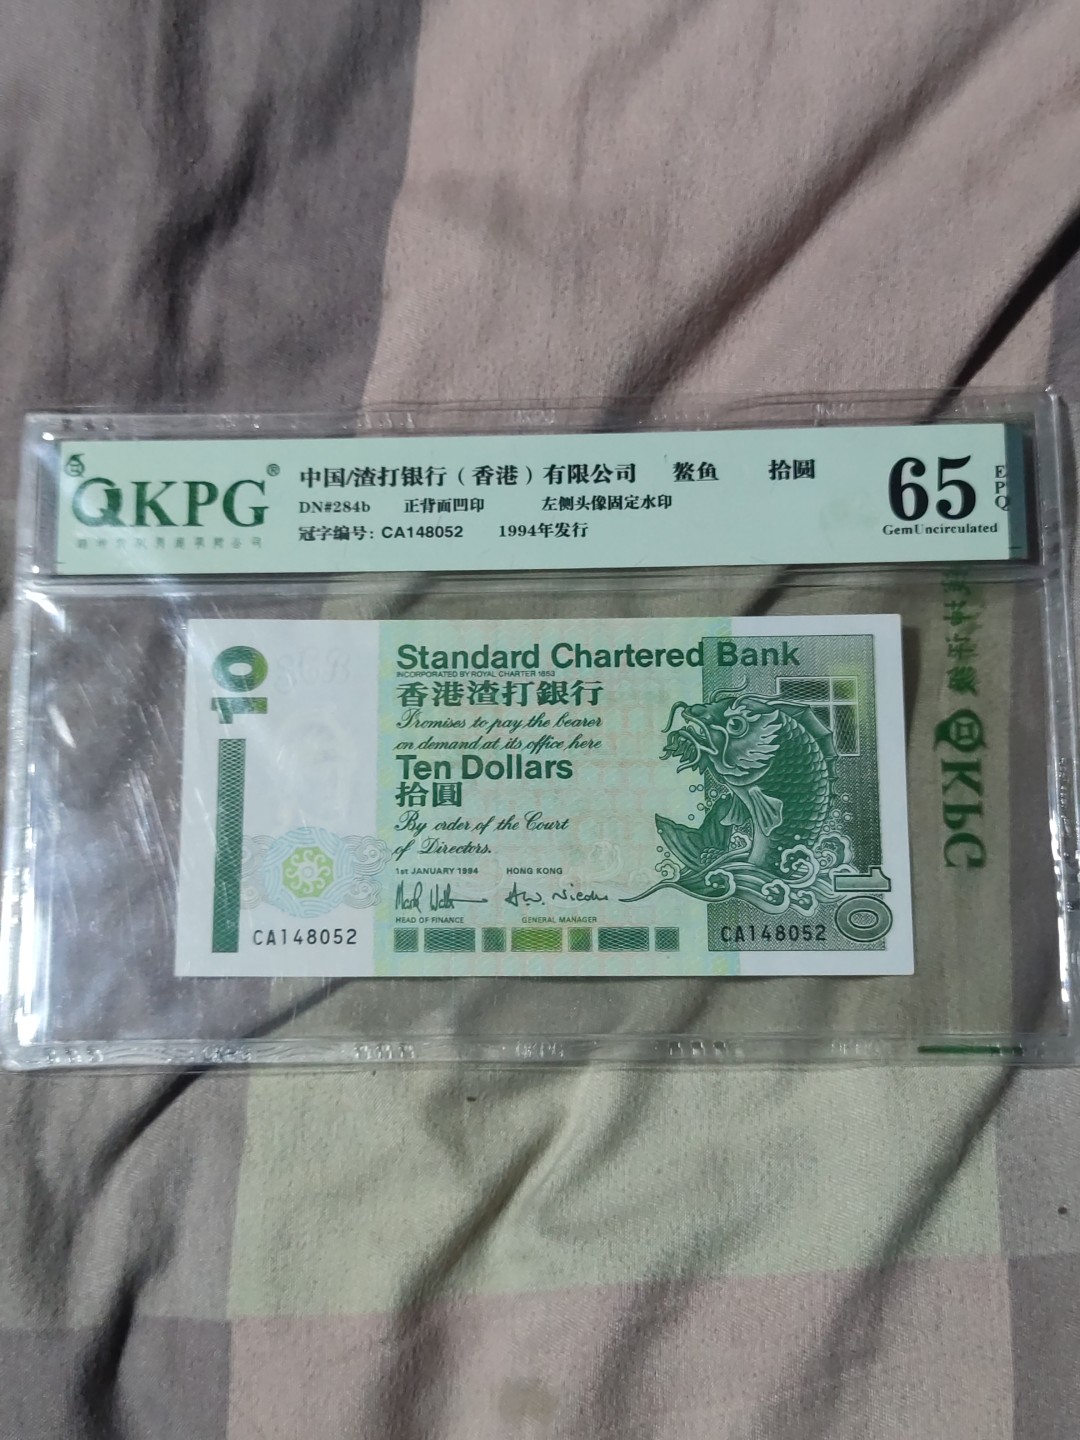 QKPG®
中国/渣打银行（香港）有限公司 鳌鱼 拾圆
DN#284b 正背面凹印 左侧头像固定水印
冠字编号: CA148052 1994年发行
65
EPQ
Gem Uncirculated
10
Standard Chartered Bank
INCORPORATED BY ROYAL CHARTER 1853
香港渣打銀行
Promises to pay the bearer
on demand at its office here
Ten Dollars
拾圓
By order of the Court
of Directors.
1st JANUARY 1994 HONG KONG
HEAD OF FINANCE GENERAL MANAGER
CA148052 CA148052
10
KPG